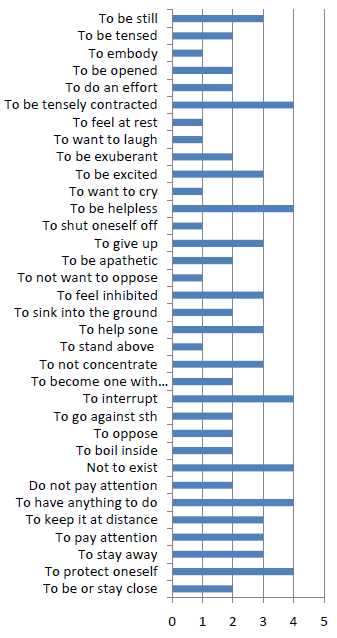 To be still
To be tensed
To embody
To be opened
To do an effort
To be tensely contracted
To feel at rest
To want to laugh
To be exuberant
To be excited
To want to cry
To be helpless
To shut oneself off
To give up
To be apathetic
To not want to oppose
To feel inhibited
To sink into the ground
To help sone
To stand above
To not concentrate
To become one with...
To interrupt
To go against sth
To oppose
To boil inside
Not to exist
Do not pay attention
To have anything to do
To keep it at distance
To pay attention
To stay away
To protect oneself
To be or stay close
0 1 2 3 4 5